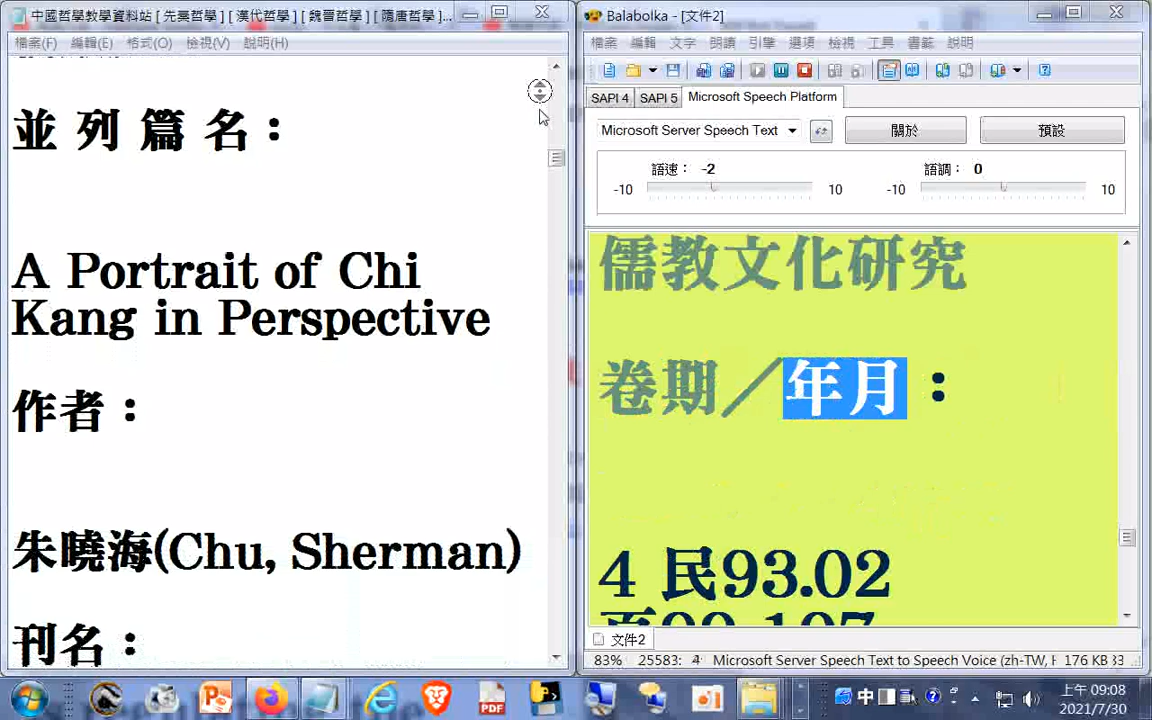 中國哲學教學資料站 [ 先秦哲學 ] [ 漢代哲學 ] [ 魏晉哲學 ] [ 隋唐哲學 ]...
檔案(F) 編輯(E) 格式(O) 檢視(V) 說明(H)
並 列 篇 名：
A Portrait of Chi
Kang in Perspective
作者：
朱曉海(Chu, Sherman)
刊名：
Balabolka - [文件2]
檔案 編輯 文字 朗讀 引擎 選項 檢視 工具 書籤 說明
SAPI 4 SAPI 5 Microsoft Speech Platform
Microsoft Server Speech Text 關於 預設
語速： -2 語調： 0
-10 10 -10 10
儒教文化研究
卷期／年月：
4 民93.02
頁99-107
文件2
83% 25583: Microsoft Server Speech Text to Speech Voice (zh-TW, 176 KB
中 上午 09:08
2021/7/30